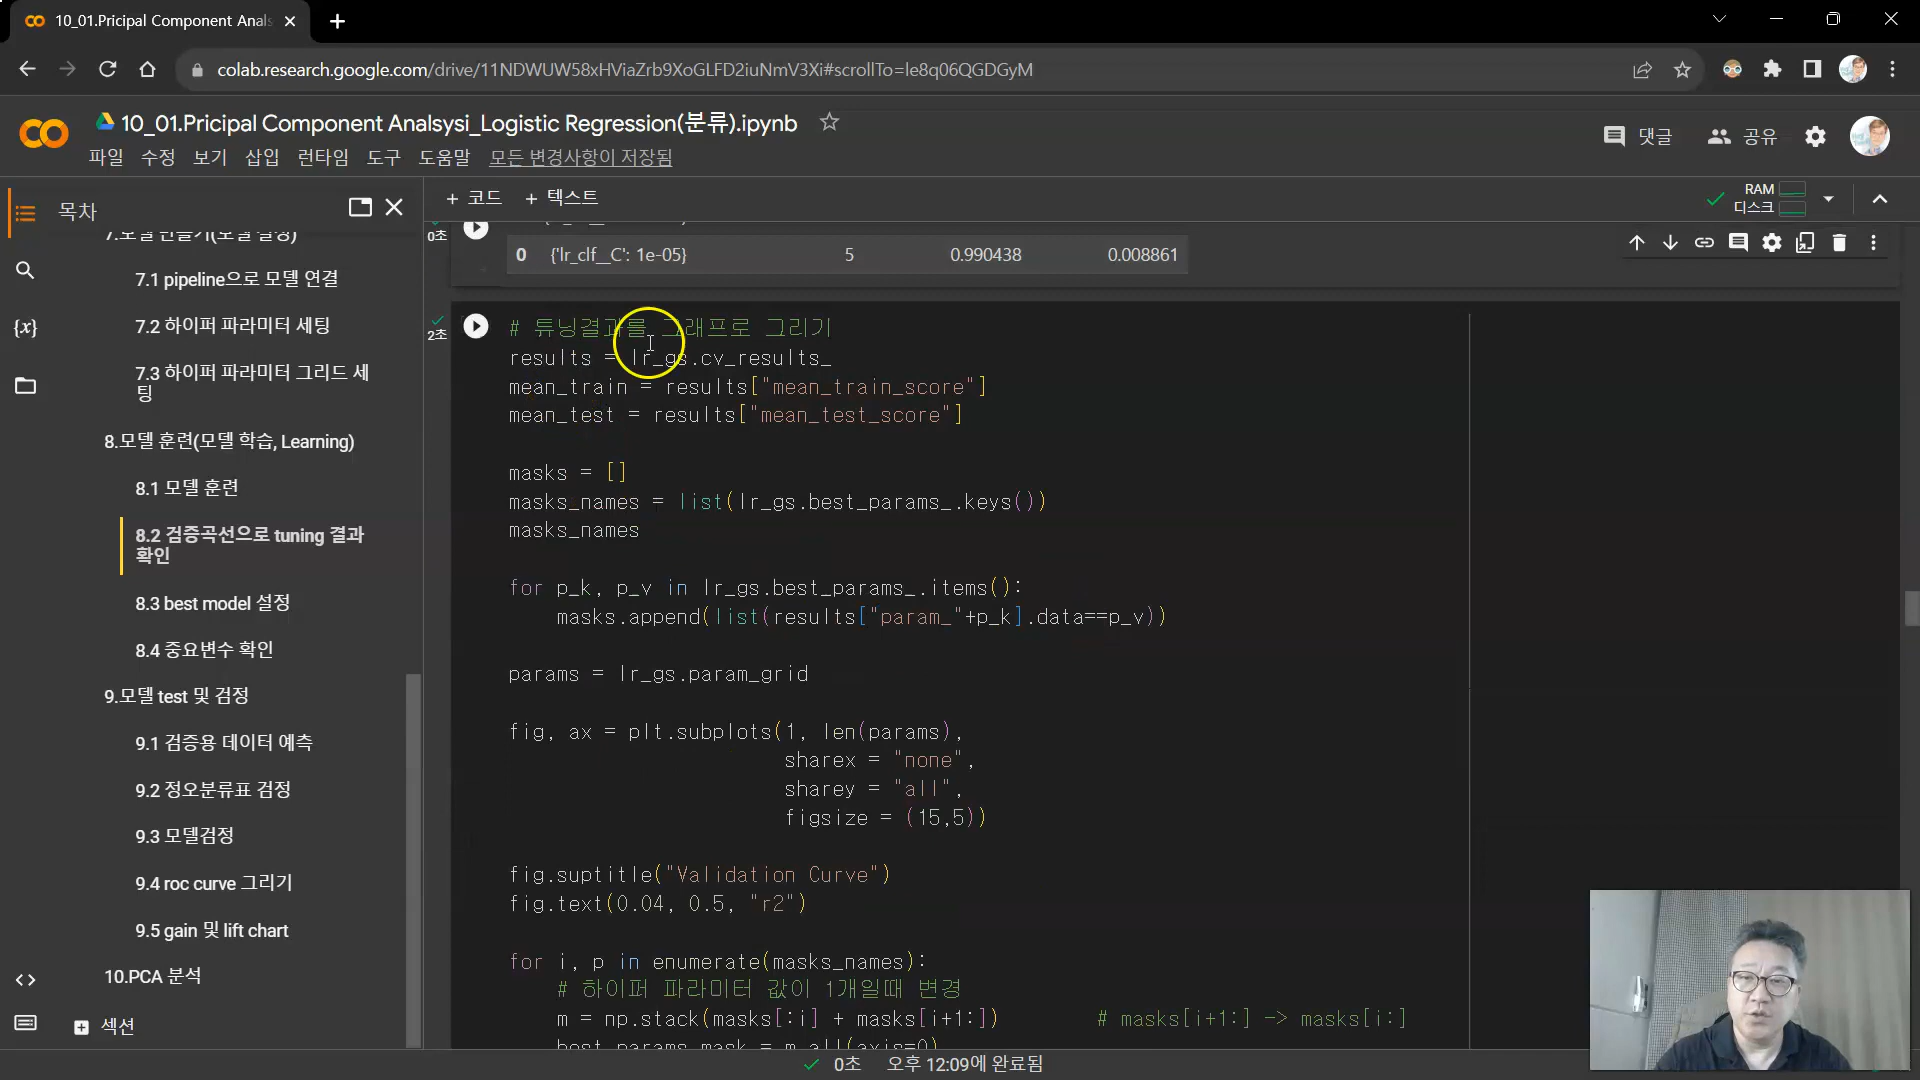 10_01.Pricipal Component Anals
colab.research.google.com/drive/11NDWUW58xHViaZrb9XoGLFD2iuNmV3Xi#scrollTo=le8q06QGDGyM
10_01.Pricipal Component Analsysi_Logistic Regression(분류).ipynb
댓글
공유
파일 수정 보기 삽입 런타임 도구 도움말 모든 변경사항이 저장됨
목차
+ 코드 + 텍스트
RAM
디스크
7.모델 만들기(모델 설정)
7.1 pipeline으로 모델 연결
7.2 하이퍼 파라미터 세팅
7.3 하이퍼 파라미터 그리드 세
팅
8.모델 훈련(모델 학습, Learning)
8.1 모델 훈련
8.2 검증곡선으로 tuning 결과
확인
8.3 best model 설정
8.4 중요변수 확인
9.모델 test 및 검정
9.1 검증용 데이터 예측
9.2 정오분류표 검정
9.3 모델검정
9.4 roc curve 그리기
9.5 gain 및 lift chart
10.PCA 분석
섹션
0초
0 {'lr_clf__C': 1e-05} 5 0.990438 0.008861
2초
# 튜닝결과를 그래프로 그리기
results = lr_gs.cv_results_
mean_train = results["mean_train_score"]
mean_test = results["mean_test_score"]
masks = []
masks_names = list(lr_gs.best_params_.keys())
masks_names
for p_k, p_v in lr_gs.best_params_.items():
masks.append(list(results["param_"+p_k].data==p_v))
params = lr_gs.param_grid
fig, ax = plt.subplots(1, len(params),
sharex = "none",
sharey = "all",
figsize = (15,5))
fig.suptitle("Validation Curve")
fig.text(0.04, 0.5, "r2")
for i, p in enumerate(masks_names):
# 하이퍼 파라미터 값이 1개일때 변경
m = np.stack(masks[:i] + masks[i+1:]) # masks[i+1:] -> masks[i:]
best_params_mask = m.all(axis=0)
0초 오후 12:09에 완료됨